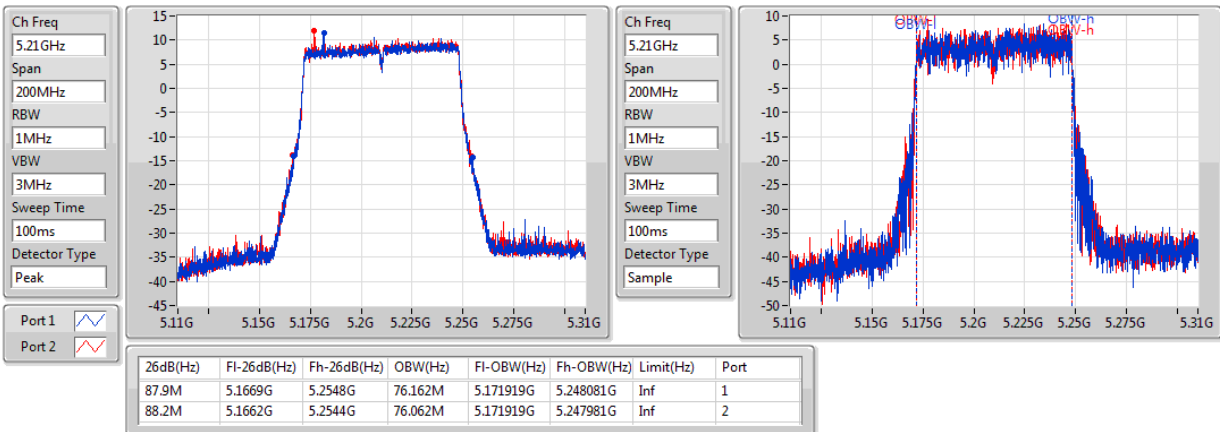 Ch Freq
5.21GHz
Span
200MHz
RBW
1MHz
VBW
3MHz
Sweep Time
100ms
Detector Type
Peak
Port 1
Port 2
15
10
5
0
-5
-10
-15
-20
-25
-30
-35
-40
-45
5.11G 5.15G 5.175G 5.2G 5.225G 5.25G 5.275G 5.31G
Ch Freq
5.21GHz
Span
200MHz
RBW
1MHz
VBW
3MHz
Sweep Time
100ms
Detector Type
Sample
10
5
0
-5
-10
-15
-20
-25
-30
-35
-40
-45
-50
OBW-l
OBW-l
OBW-h
OBW-h
5.11G 5.15G 5.175G 5.2G 5.225G 5.25G 5.275G 5.31G
26dB(Hz) Fl-26dB(Hz) Fh-26dB(Hz) OBW(Hz) Fl-OBW(Hz) Fh-OBW(Hz) Limit(Hz) Port
87.9M 5.1669G 5.2548G 76.162M 5.171919G 5.248081G Inf 1
88.2M 5.1662G 5.2544G 76.062M 5.171919G 5.247981G Inf 2